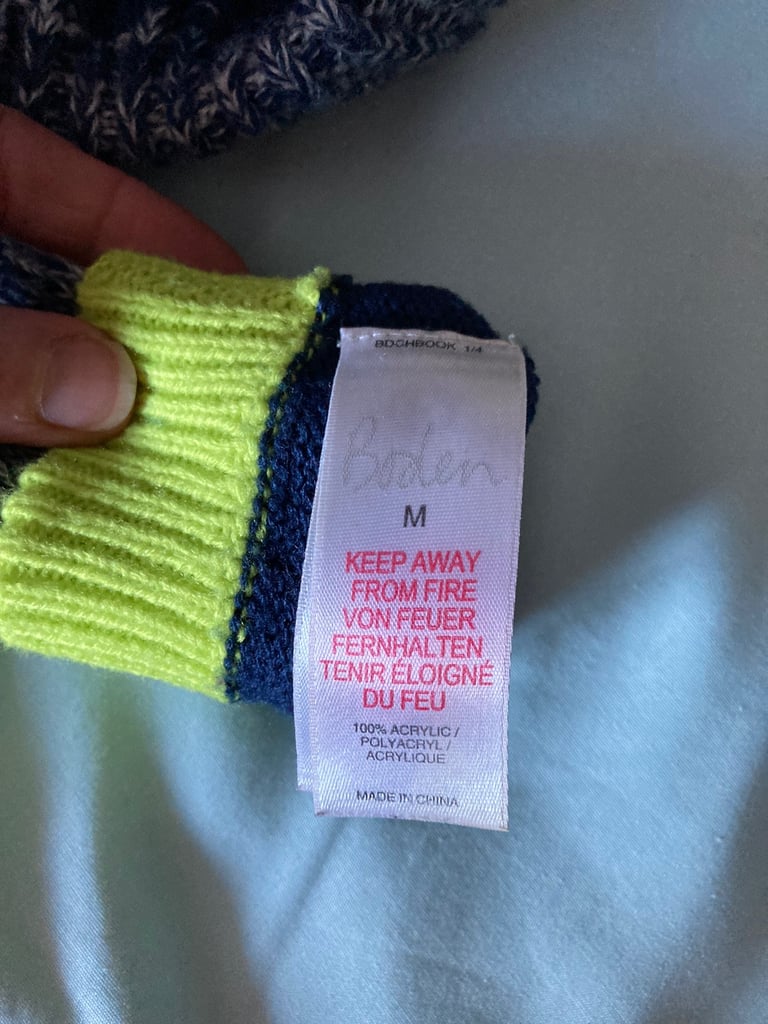 BDCHBOOK 1/4
Boden
M
KEEP AWAY
FROM FIRE
VON FEUER
FERNHALTEN
TENIR ÉLOIGNÉ
DU FEU
100% ACRYLIC /
POLYACRYL /
ACRYLIQUE
MADE IN CHINA